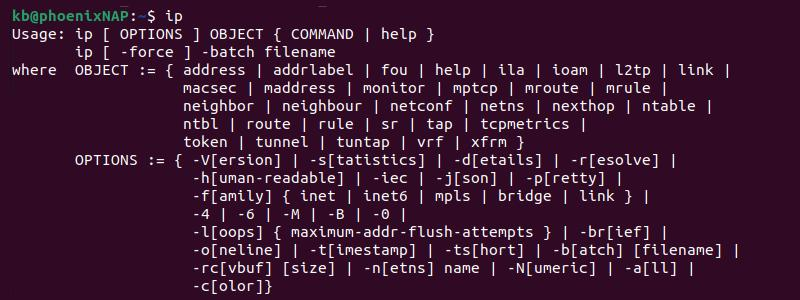 kb@phoenixNAP:~$ ip
Usage: ip [ OPTIONS ] OBJECT { COMMAND | help }
       ip [ -force ] -batch filename
where  OBJECT := { address | addrlabel | fou | help | ila | ioam | l2tp | link |
                   macsec | maddress | monitor | mptcp | mroute | mrule |
                   neighbor | neighbour | netconf | netns | nexthop | ntable |
                   ntbl | route | rule | sr | tap | tcpmetrics |
                   token | tunnel | tuntap | vrf | xfrm }
       OPTIONS := { -V[ersion] | -s[tatistics] | -d[etails] | -r[esolve] |
                    -h[uman-readable] | -iec | -j[son] | -p[retty] |
                    -f[amily] { inet | inet6 | mpls | bridge | link } |
                    -4 | -6 | -M | -B | -0 |
                    -l[oops] { maximum-addr-flush-attempts } | -br[ief] |
                    -o[neline] | -t[imestamp] | -ts[hort] | -b[atch] [filename] |
                    -rc[vbuf] [size] | -n[etns] name | -N[umeric] | -a[ll] |
                    -c[olor]}